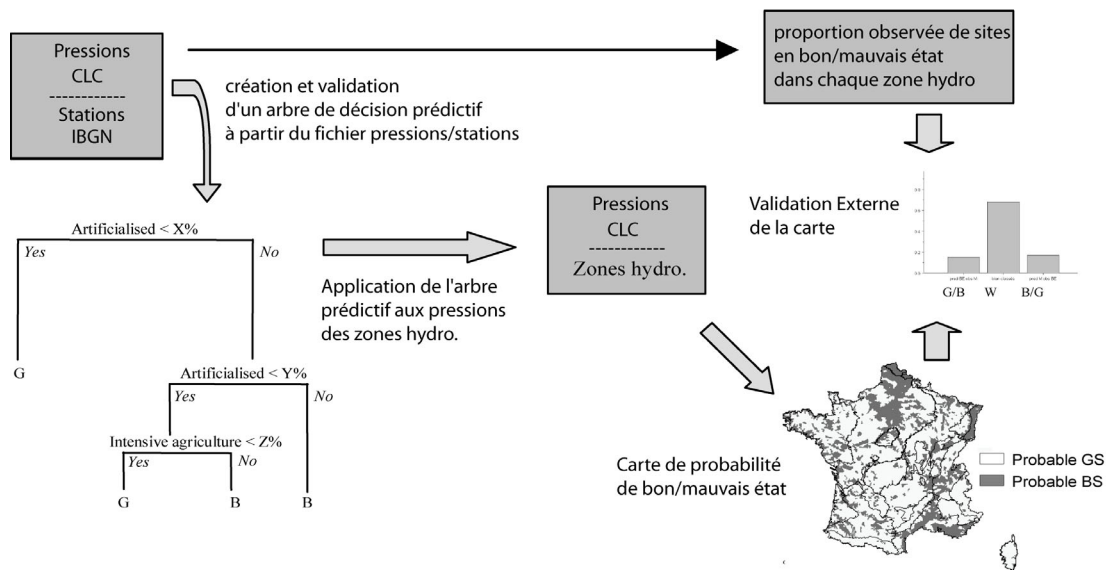 Pressions
CLC
------------
Stations
IBGN
création et validation
d'un arbre de décision prédictif
à partir du fichier pressions/stations
proportion observée de sites
en bon/mauvais état
dans chaque zone hydro
Artificialised < X%
Yes
No
G
Artificialised < Y%
Yes
No
Intensive agriculture < Z%
Yes
No
G
B
B
Application de l'arbre
prédictif aux pressions
des zones hydro.
Pressions
CLC
------------
Zones hydro.
Validation Externe
de la carte
G/B
W
B/G
Carte de probabilité
de bon/mauvais état
Probable GS
Probable BS